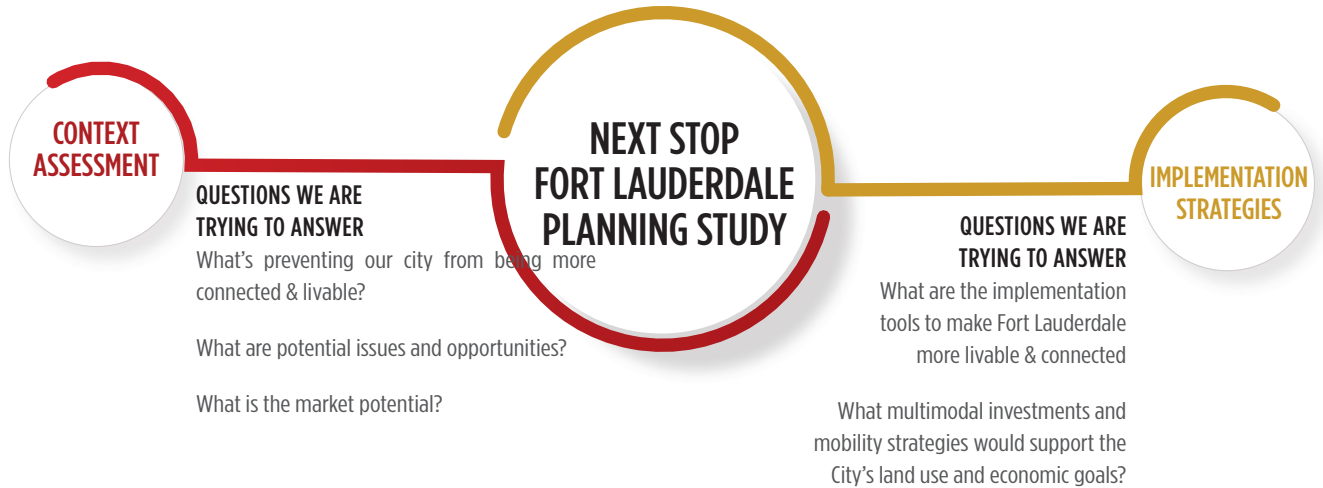 CONTEXT
ASSESSMENT
QUESTIONS WE ARE
TRYING TO ANSWER
What's preventing our city from being more
connected & livable?
What are potential issues and opportunities?
What is the market potential?
NEXT STOP
FORT LAUDERDALE
PLANNING STUDY
IMPLEMENTATION
STRATEGIES
QUESTIONS WE ARE
TRYING TO ANSWER
What are the implementation
tools to make Fort Lauderdale
more livable & connected
What multimodal investments and
mobility strategies would support the
City's land use and economic goals?